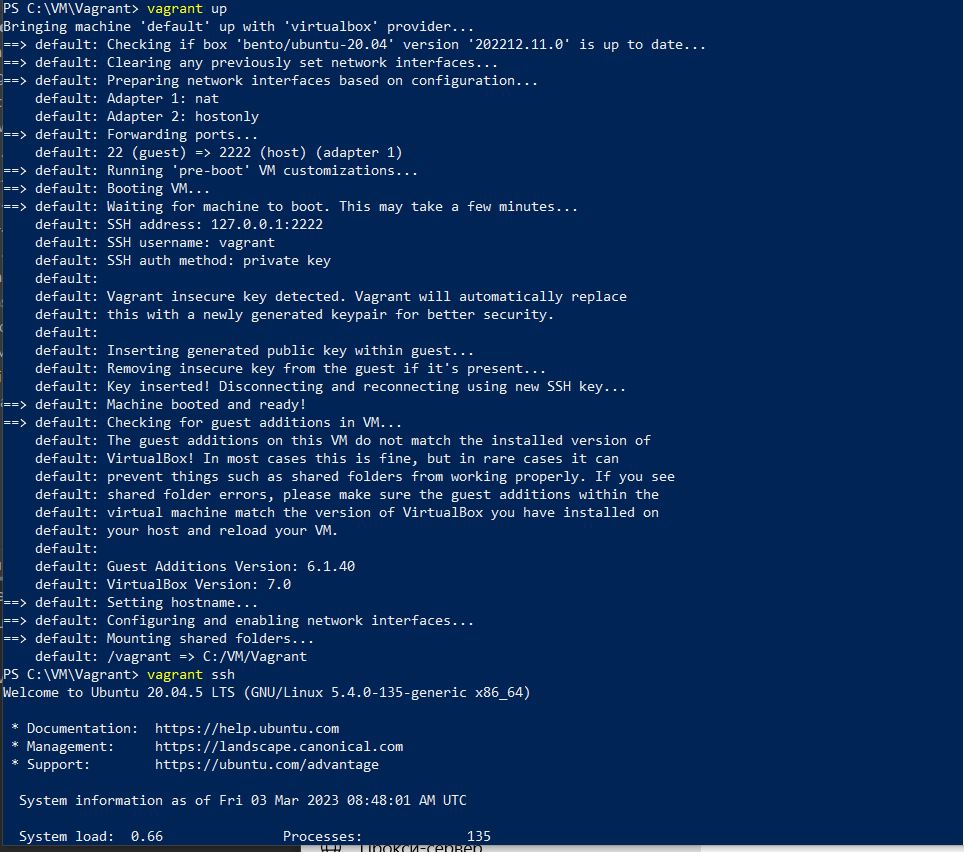 PS C:\VM\Vagrant> vagrant up
Bringing machine 'default' up with 'virtualbox' provider...
==> default: Checking if box 'bento/ubuntu-20.04' version '202212.11.0' is up to date...
==> default: Clearing any previously set network interfaces...
==> default: Preparing network interfaces based on configuration...
    default: Adapter 1: nat
    default: Adapter 2: hostonly
==> default: Forwarding ports...
    default: 22 (guest) => 2222 (host) (adapter 1)
==> default: Running 'pre-boot' VM customizations...
==> default: Booting VM...
==> default: Waiting for machine to boot. This may take a few minutes...
    default: SSH address: 127.0.0.1:2222
    default: SSH username: vagrant
    default: SSH auth method: private key
    default:
    default: Vagrant insecure key detected. Vagrant will automatically replace
    default: this with a newly generated keypair for better security.
    default:
    default: Inserting generated public key within guest...
    default: Removing insecure key from the guest if it's present...
    default: Key inserted! Disconnecting and reconnecting using new SSH key...
==> default: Machine booted and ready!
==> default: Checking for guest additions in VM...
    default: The guest additions on this VM do not match the installed version of
    default: VirtualBox! In most cases this is fine, but in rare cases it can
    default: prevent things such as shared folders from working properly. If you see
    default: shared folder errors, please make sure the guest additions within the
    default: virtual machine match the version of VirtualBox you have installed on
    default: your host and reload your VM.
    default:
    default: Guest Additions Version: 6.1.40
    default: VirtualBox Version: 7.0
==> default: Setting hostname...
==> default: Configuring and enabling network interfaces...
==> default: Mounting shared folders...
    default: /vagrant => C:/VM/Vagrant
PS C:\VM\Vagrant> vagrant ssh
Welcome to Ubuntu 20.04.5 LTS (GNU/Linux 5.4.0-135-generic x86_64)
 * Documentation:  https://help.ubuntu.com
 * Management:     https://landscape.canonical.com
 * Support:        https://ubuntu.com/advantage
  System information as of Fri 03 Mar 2023 08:48:01 AM UTC
  System load:  0.66               Processes:             135
Прокси-сервер